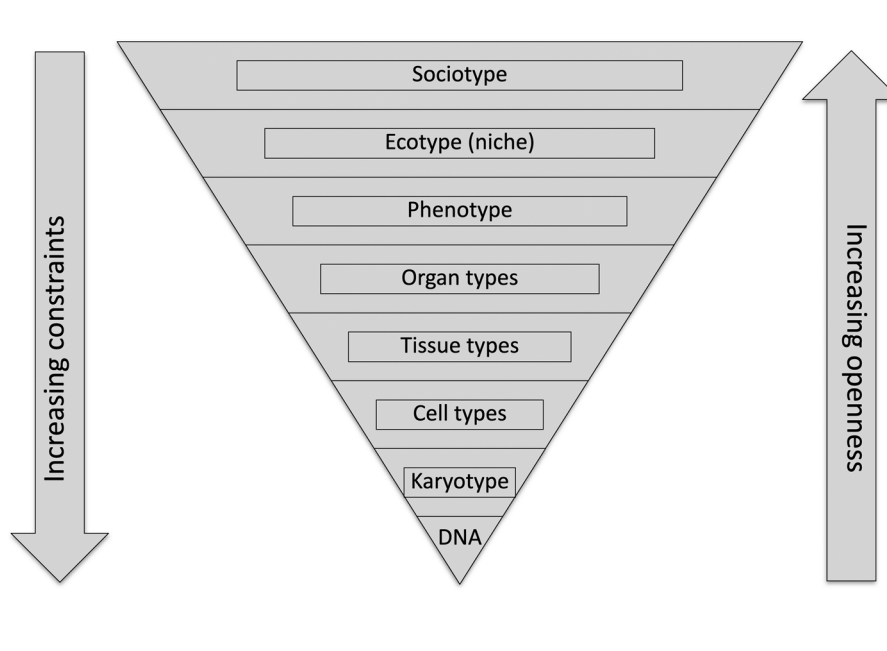 Sociotype
Ecotype (niche)
Phenotype
Organ types
Tissue types
Cell types
Karyotype
DNA
Increasing constraints
Increasing openness